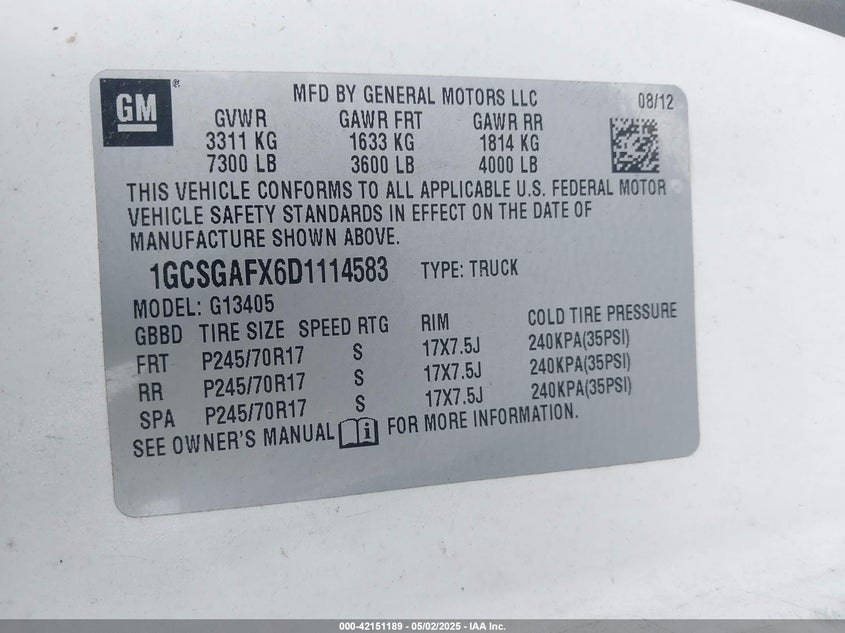 GM®
MFD BY GENERAL MOTORS LLC 08/12
GVWR GAWR FRT GAWR RR
3311 KG 1633 KG 1814 KG
7300 LB 3600 LB 4000 LB
THIS VEHICLE CONFORMS TO ALL APPLICABLE U.S. FEDERAL MOTOR
VEHICLE SAFETY STANDARDS IN EFFECT ON THE DATE OF
MANUFACTURE SHOWN ABOVE.
1GCSGAFX6D1114583 TYPE: TRUCK
MODEL: G13405
GBBD TIRE SIZE SPEED RTG RIM COLD TIRE PRESSURE
FRT P245/70R17 S 17X7.5J 240KPA(35PSI)
RR P245/70R17 S 17X7.5J 240KPA(35PSI)
SPA P245/70R17 S 17X7.5J 240KPA(35PSI)
SEE OWNER'S MANUAL i FOR MORE INFORMATION.
000-42151189 - 05/02/2025 - IAA Inc.